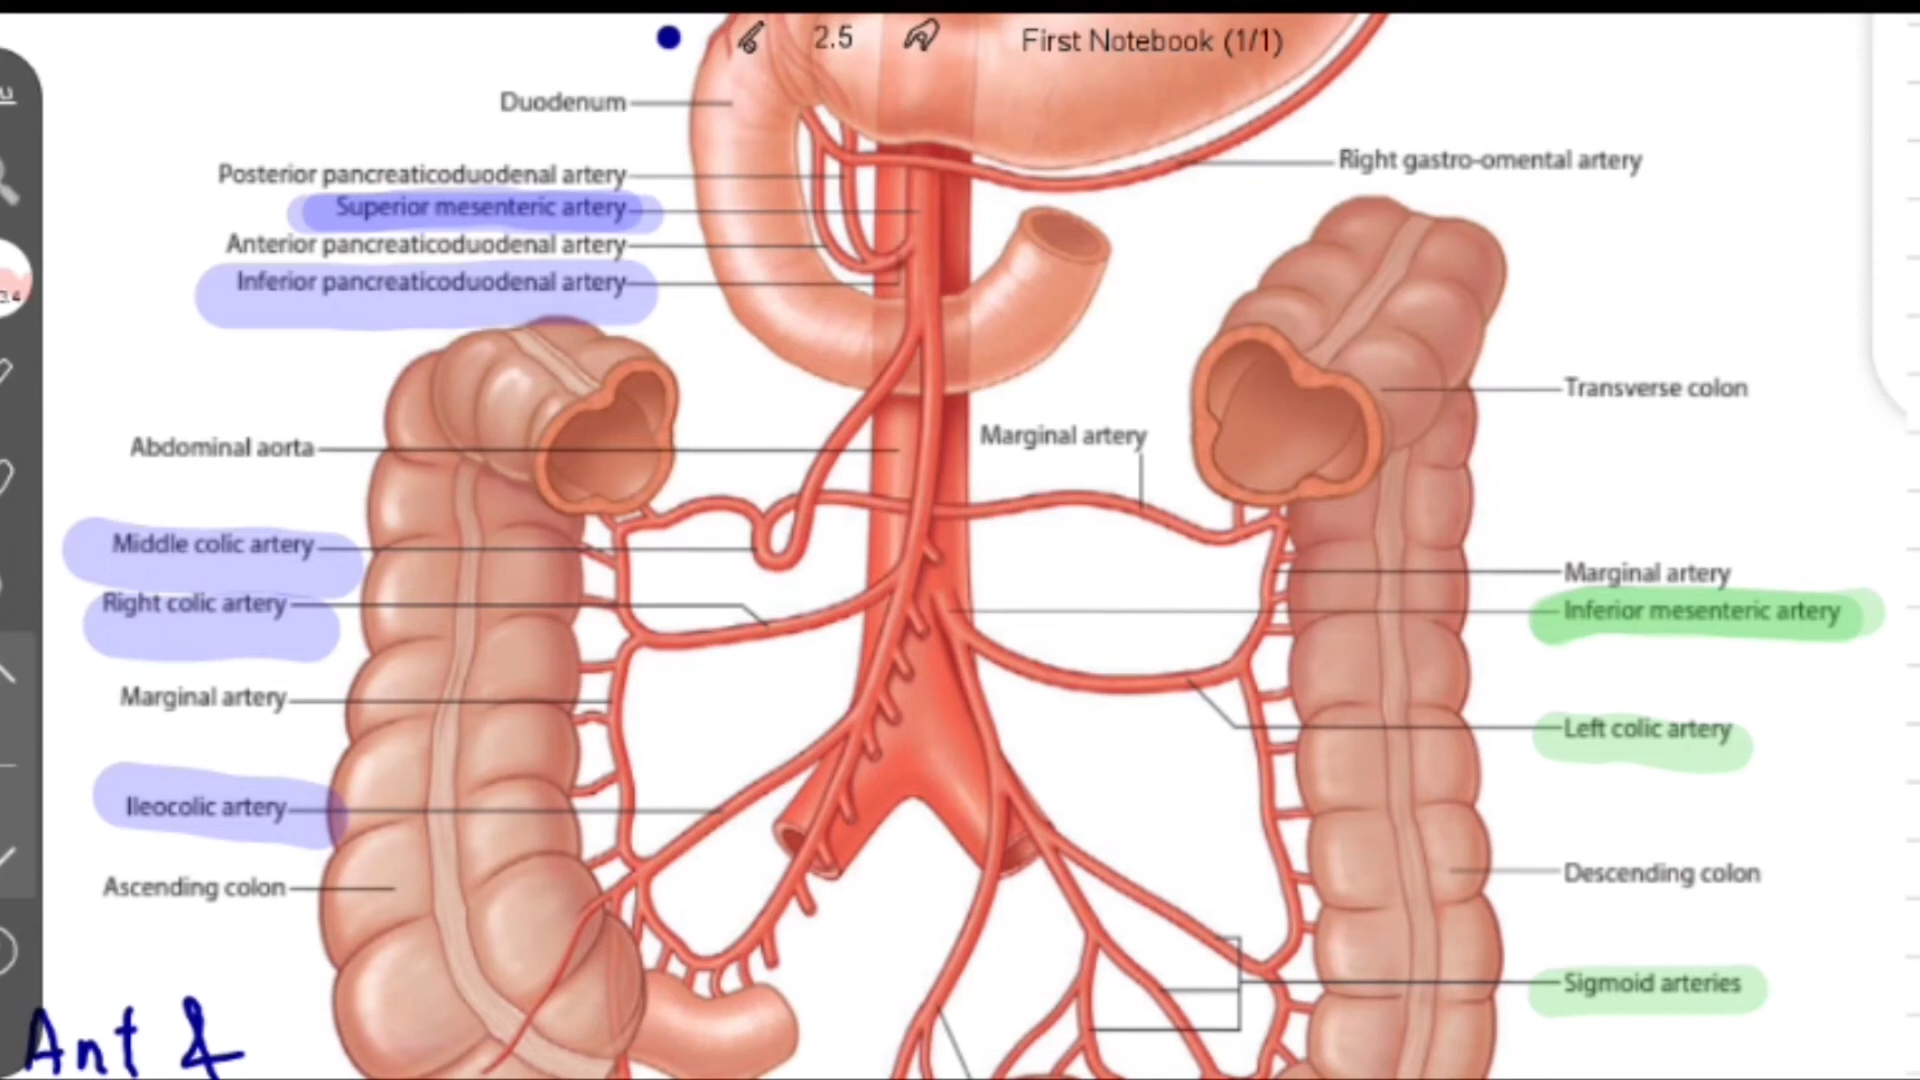 2.5
First Notebook (1/1)
Duodenum
Posterior pancreaticoduodenal artery
Superior mesenteric artery
Anterior pancreaticoduodenal artery
Inferior pancreaticoduodenal artery
Right gastro-omental artery
Transverse colon
Abdominal aorta
Marginal artery
Middle colic artery
Right colic artery
Marginal artery
Marginal artery
Inferior mesenteric artery
Left colic artery
Ileocolic artery
Ascending colon
Descending colon
Sigmoid arteries
Ant &